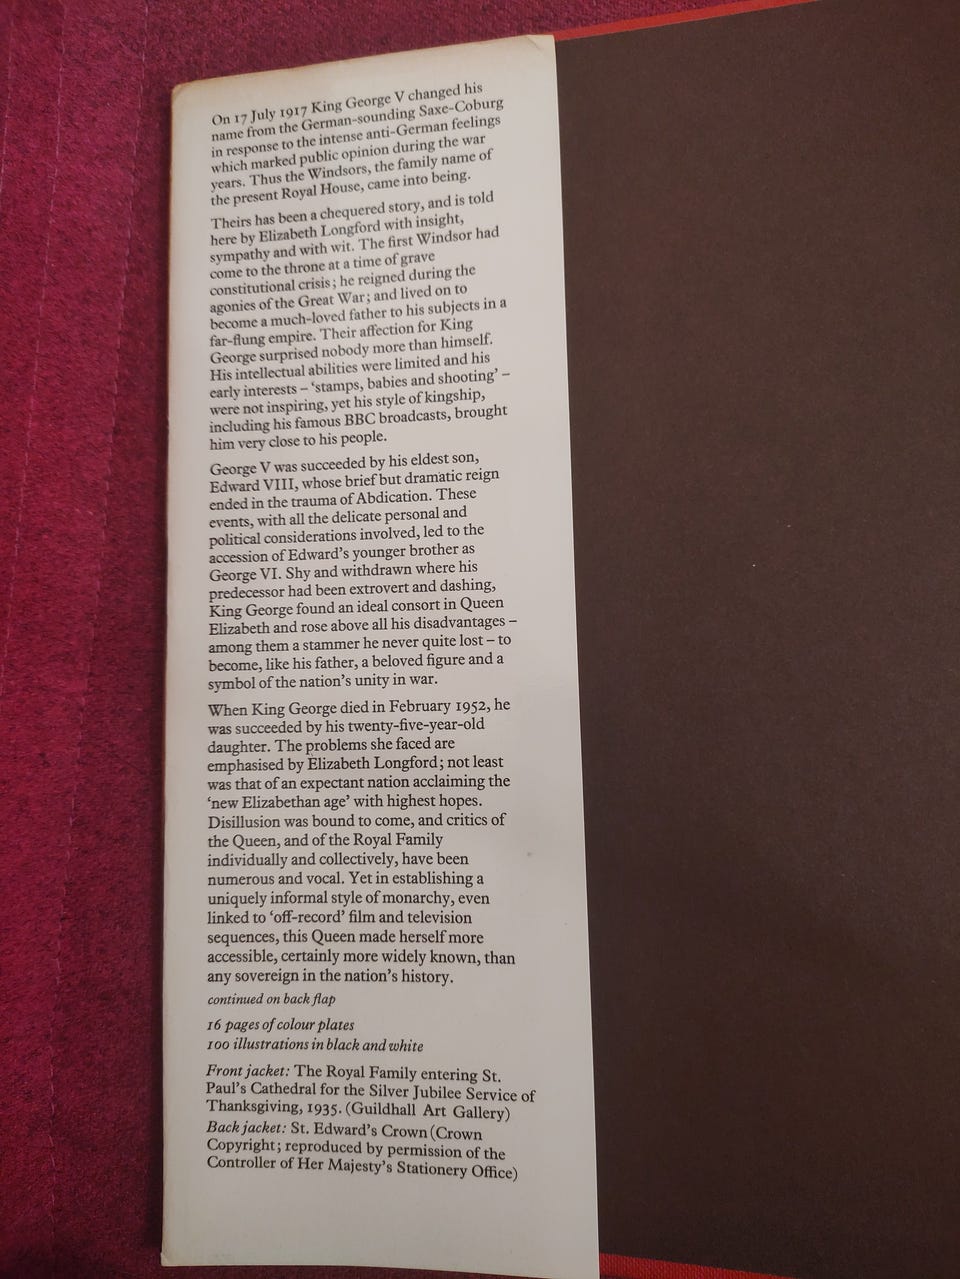 On 17 July 1917 King George V changed his
name from the German-sounding Saxe-Coburg
in response to the intense anti-German feelings
which marked public opinion during the war
years. Thus the Windsors, the family name of
the present Royal House, came into being.
Theirs has been a chequered story, and is told
here by Elizabeth Longford with insight,
sympathy and with wit. The first Windsor had
come to the throne at a time of grave
constitutional crisis; he reigned during the
agonies of the Great War; and lived on to
become a much-loved father to his subjects in a
far-flung empire. Their affection for King
George surprised nobody more than himself.
His intellectual abilities were limited and his
early interests – ‘stamps, babies and shooting’ –
were not inspiring, yet his style of kingship,
including his famous BBC broadcasts, brought
him very close to his people.
George V was succeeded by his eldest son,
Edward VIII, whose brief but dramatic reign
ended in the trauma of Abdication. These
events, with all the delicate personal and
political considerations involved, led to the
accession of Edward’s younger brother as
George VI. Shy and withdrawn where his
predecessor had been extrovert and dashing,
King George found an ideal consort in Queen
Elizabeth and rose above all his disadvantages –
among them a stammer he never quite lost – to
become, like his father, a beloved figure and a
symbol of the nation’s unity in war.
When King George died in February 1952, he
was succeeded by his twenty-five-year-old
daughter. The problems she faced are
emphasised by Elizabeth Longford; not least
was that of an expectant nation acclaiming the
‘new Elizabethan age’ with highest hopes.
Disillusion was bound to come, and critics of
the Queen, and of the Royal Family
individually and collectively, have been
numerous and vocal. Yet in establishing a
uniquely informal style of monarchy, even
linked to ‘off-record’ film and television
sequences, this Queen made herself more
accessible, certainly more widely known, than
any sovereign in the nation’s history.
continued on back flap
16 pages of colour plates
100 illustrations in black and white
Front jacket: The Royal Family entering St.
Paul’s Cathedral for the Silver Jubilee Service of
Thanksgiving, 1935. (Guildhall Art Gallery)
Back jacket: St. Edward’s Crown (Crown
Copyright; reproduced by permission of the
Controller of Her Majesty’s Stationery Office)